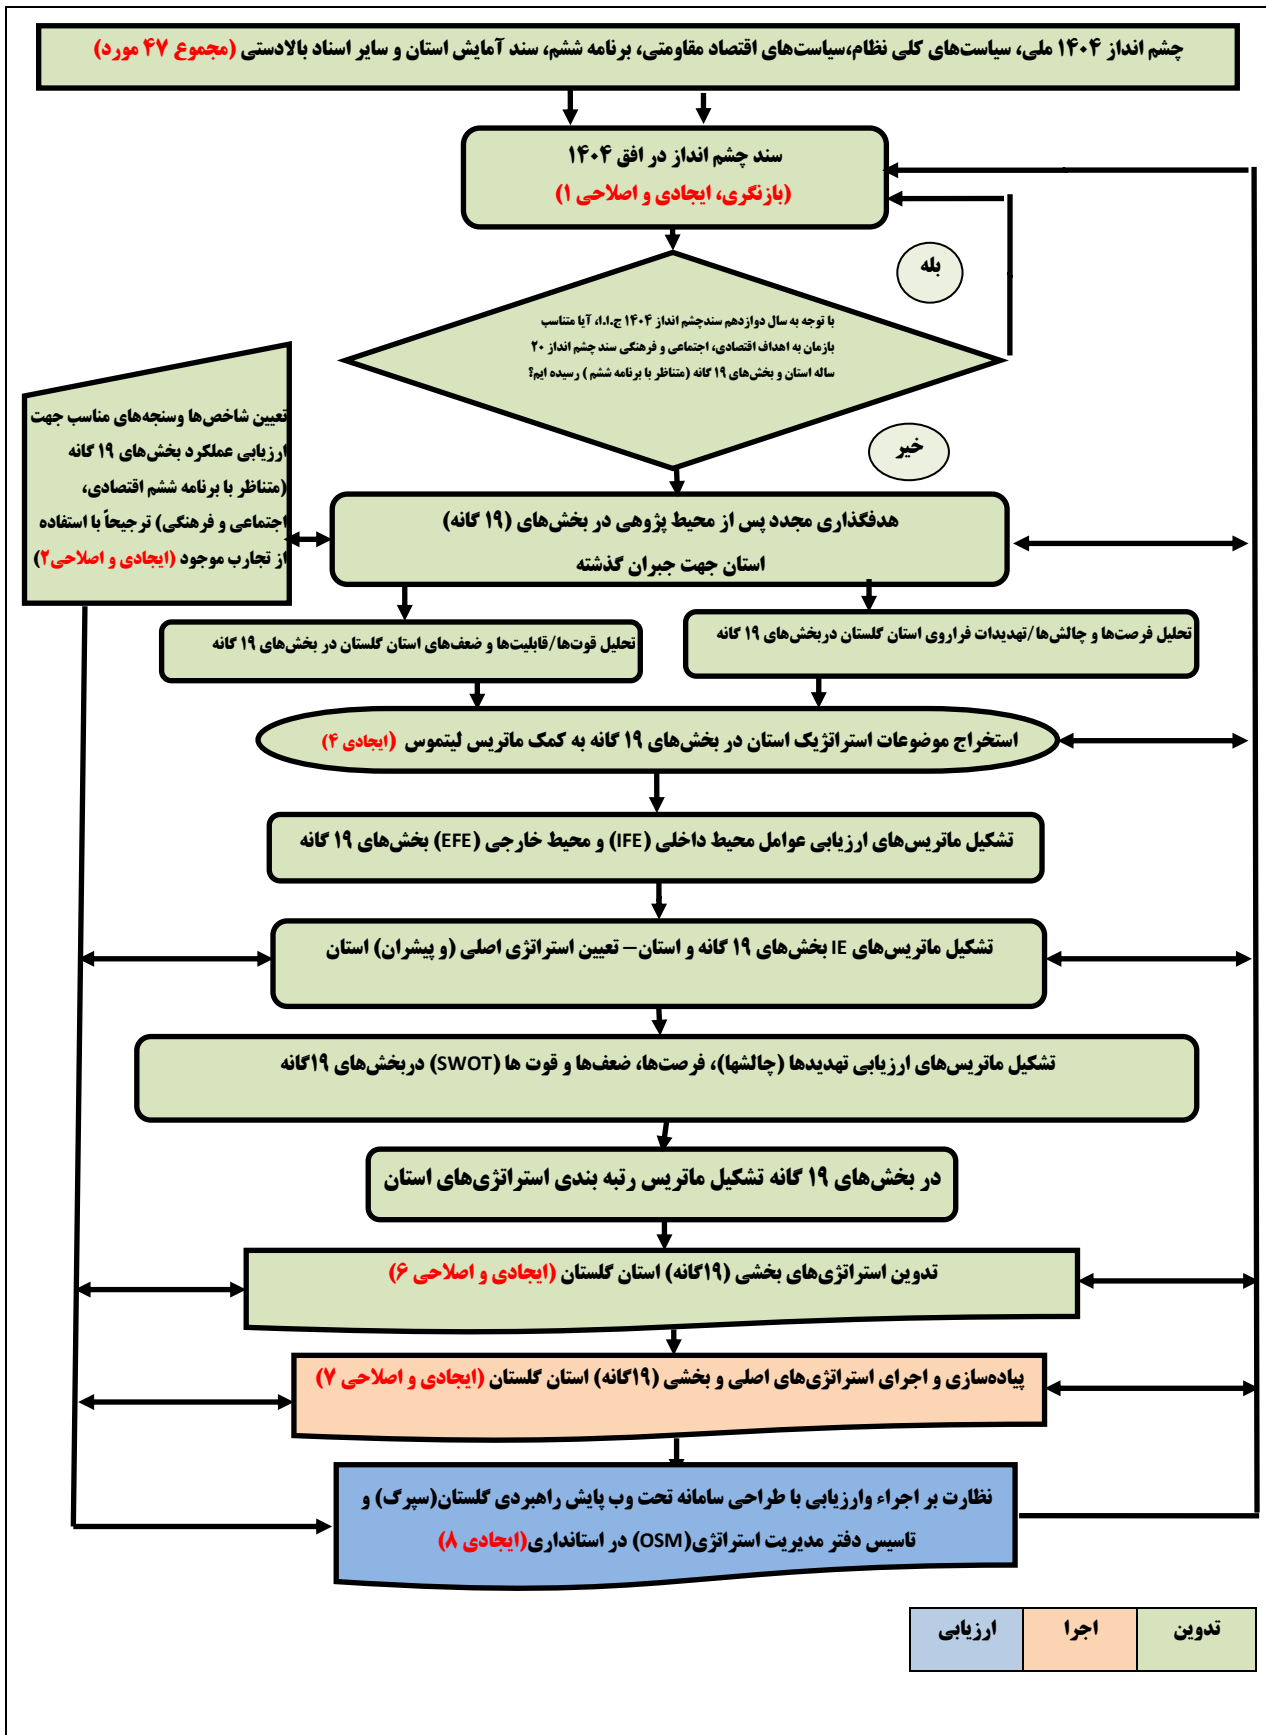 چشم انداز ۱۴۰۴ ملی، سیاست‌های کلی نظام،سیاست‌های اقتصاد مقاومتی، برنامه ششم، سند آمایش استان و سایر اسناد بالادستی (مجموع ۴۷ مورد)
سند چشم انداز در افق ۱۴۰۴
(بازنگری، ایجادی و اصلاحی ۱)
بله
با توجه به سال دوازدهم سندچشم انداز ۱۴۰۴ ج.ا.ا، آیا متناسب
بازمان به اهداف اقتصادی، اجتماعی و فرهنگی سند چشم انداز ۲۰
ساله استان و بخش‌های ۱۹ گانه (متناظر با برنامه ششم ) رسیده ایم؟
خیر
تعیین شاخص‌ها وسنجه‌های مناسب جهت
ارزیابی عملکرد بخش‌های ۱۹ گانه
(متناظر با برنامه ششم اقتصادی،
اجتماعی و فرهنگی) ترجیحاً با استفاده
از تجارب موجود (ایجادی و اصلاحی۲)
هدفگذاری مجدد پس از محیط پژوهی در بخش‌های (۱۹ گانه)
استان جهت جبران گذشته
تحلیل فرصت‌ها و چالش‌ها/تهدیدات فراروی استان گلستان دربخش‌های ۱۹ گانه
تحلیل قوت‌ها/قابلیت‌ها و ضعف‌های استان گلستان در بخش‌های ۱۹ گانه
استخراج موضوعات استراتژیک استان در بخش‌های ۱۹ گانه به کمک ماتریس لیتموس (ایجادی ۴)
تشکیل ماتریس‌های ارزیابی عوامل محیط داخلی (IFE) و محیط خارجی (EFE) بخش‌های ۱۹ گانه
تشکیل ماتریس‌های IE بخش‌های ۱۹ گانه و استان– تعیین استراتژی اصلی (و پیشران) استان
تشکیل ماتریس‌های ارزیابی تهدیدها (چالشها)، فرصت‌ها، ضعف‌ها و قوت ها (SWOT) دربخش‌های ۱۹گانه
در بخش‌های ۱۹ گانه تشکیل ماتریس رتبه بندی استراتژی‌های استان
تدوین استراتژی‌های بخشی (۱۹گانه) استان گلستان (ایجادی و اصلاحی ۶)
پیاده‌سازی و اجرای استراتژی‌های اصلی و بخشی (۱۹گانه) استان گلستان (ایجادی و اصلاحی ۷)
نظارت بر اجراء وارزیابی با طراحی سامانه تحت وب پایش راهبردی گلستان(سپرگ) و
تاسیس دفتر مدیریت استراتژی(OSM) در استانداری(ایجادی ۸)
تدوین
اجرا
ارزیابی